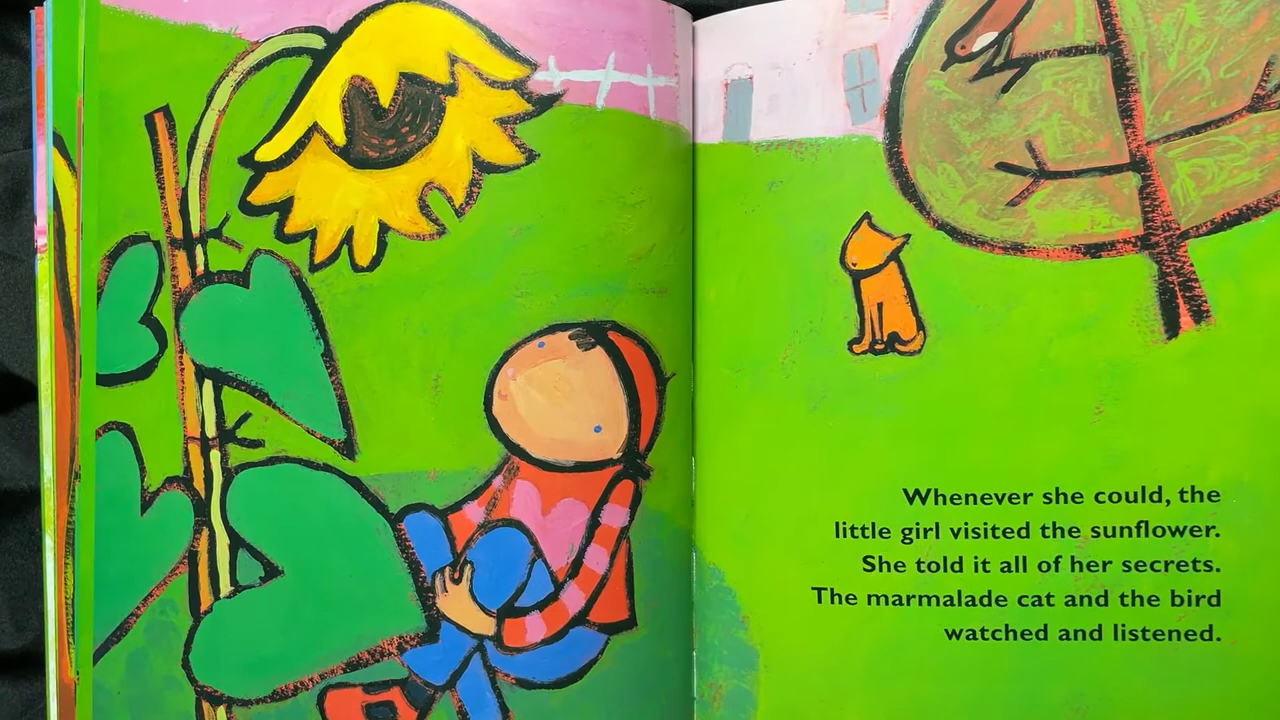 Whenever she could, the
little girl visited the sunflower.
She told it all of her secrets.
The marmalade cat and the bird
watched and listened.